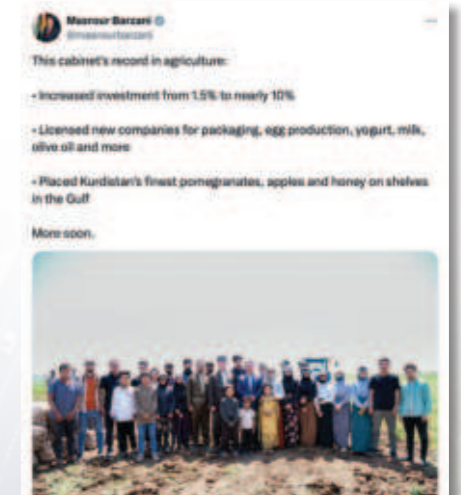 Masrour Barzani
@masrourbarzani
This cabinet's record in agriculture:
• Increased investment from 1.5% to nearly 10%
• Licensed new companies for packaging, egg production, yogurt, milk,
olive oil and more
• Placed Kurdistan's finest pomegranates, apples and honey on shelves
in the Gulf
More soon.